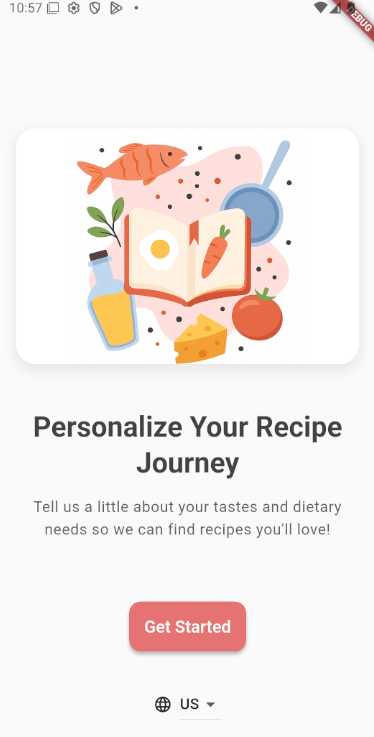 10:57
Personalize Your Recipe
Journey
Tell us a little about your tastes and dietary
needs so we can find recipes you'll love!
Get Started
US